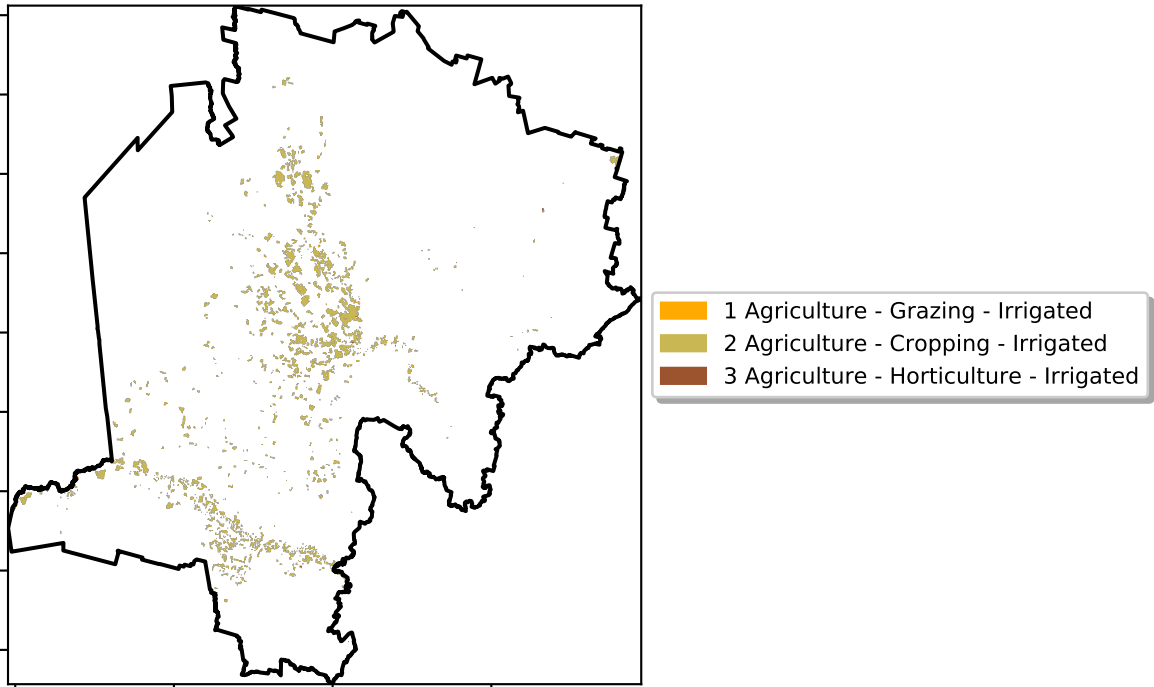 1 Agriculture - Grazing - Irrigated
2 Agriculture - Cropping - Irrigated
3 Agriculture - Horticulture - Irrigated